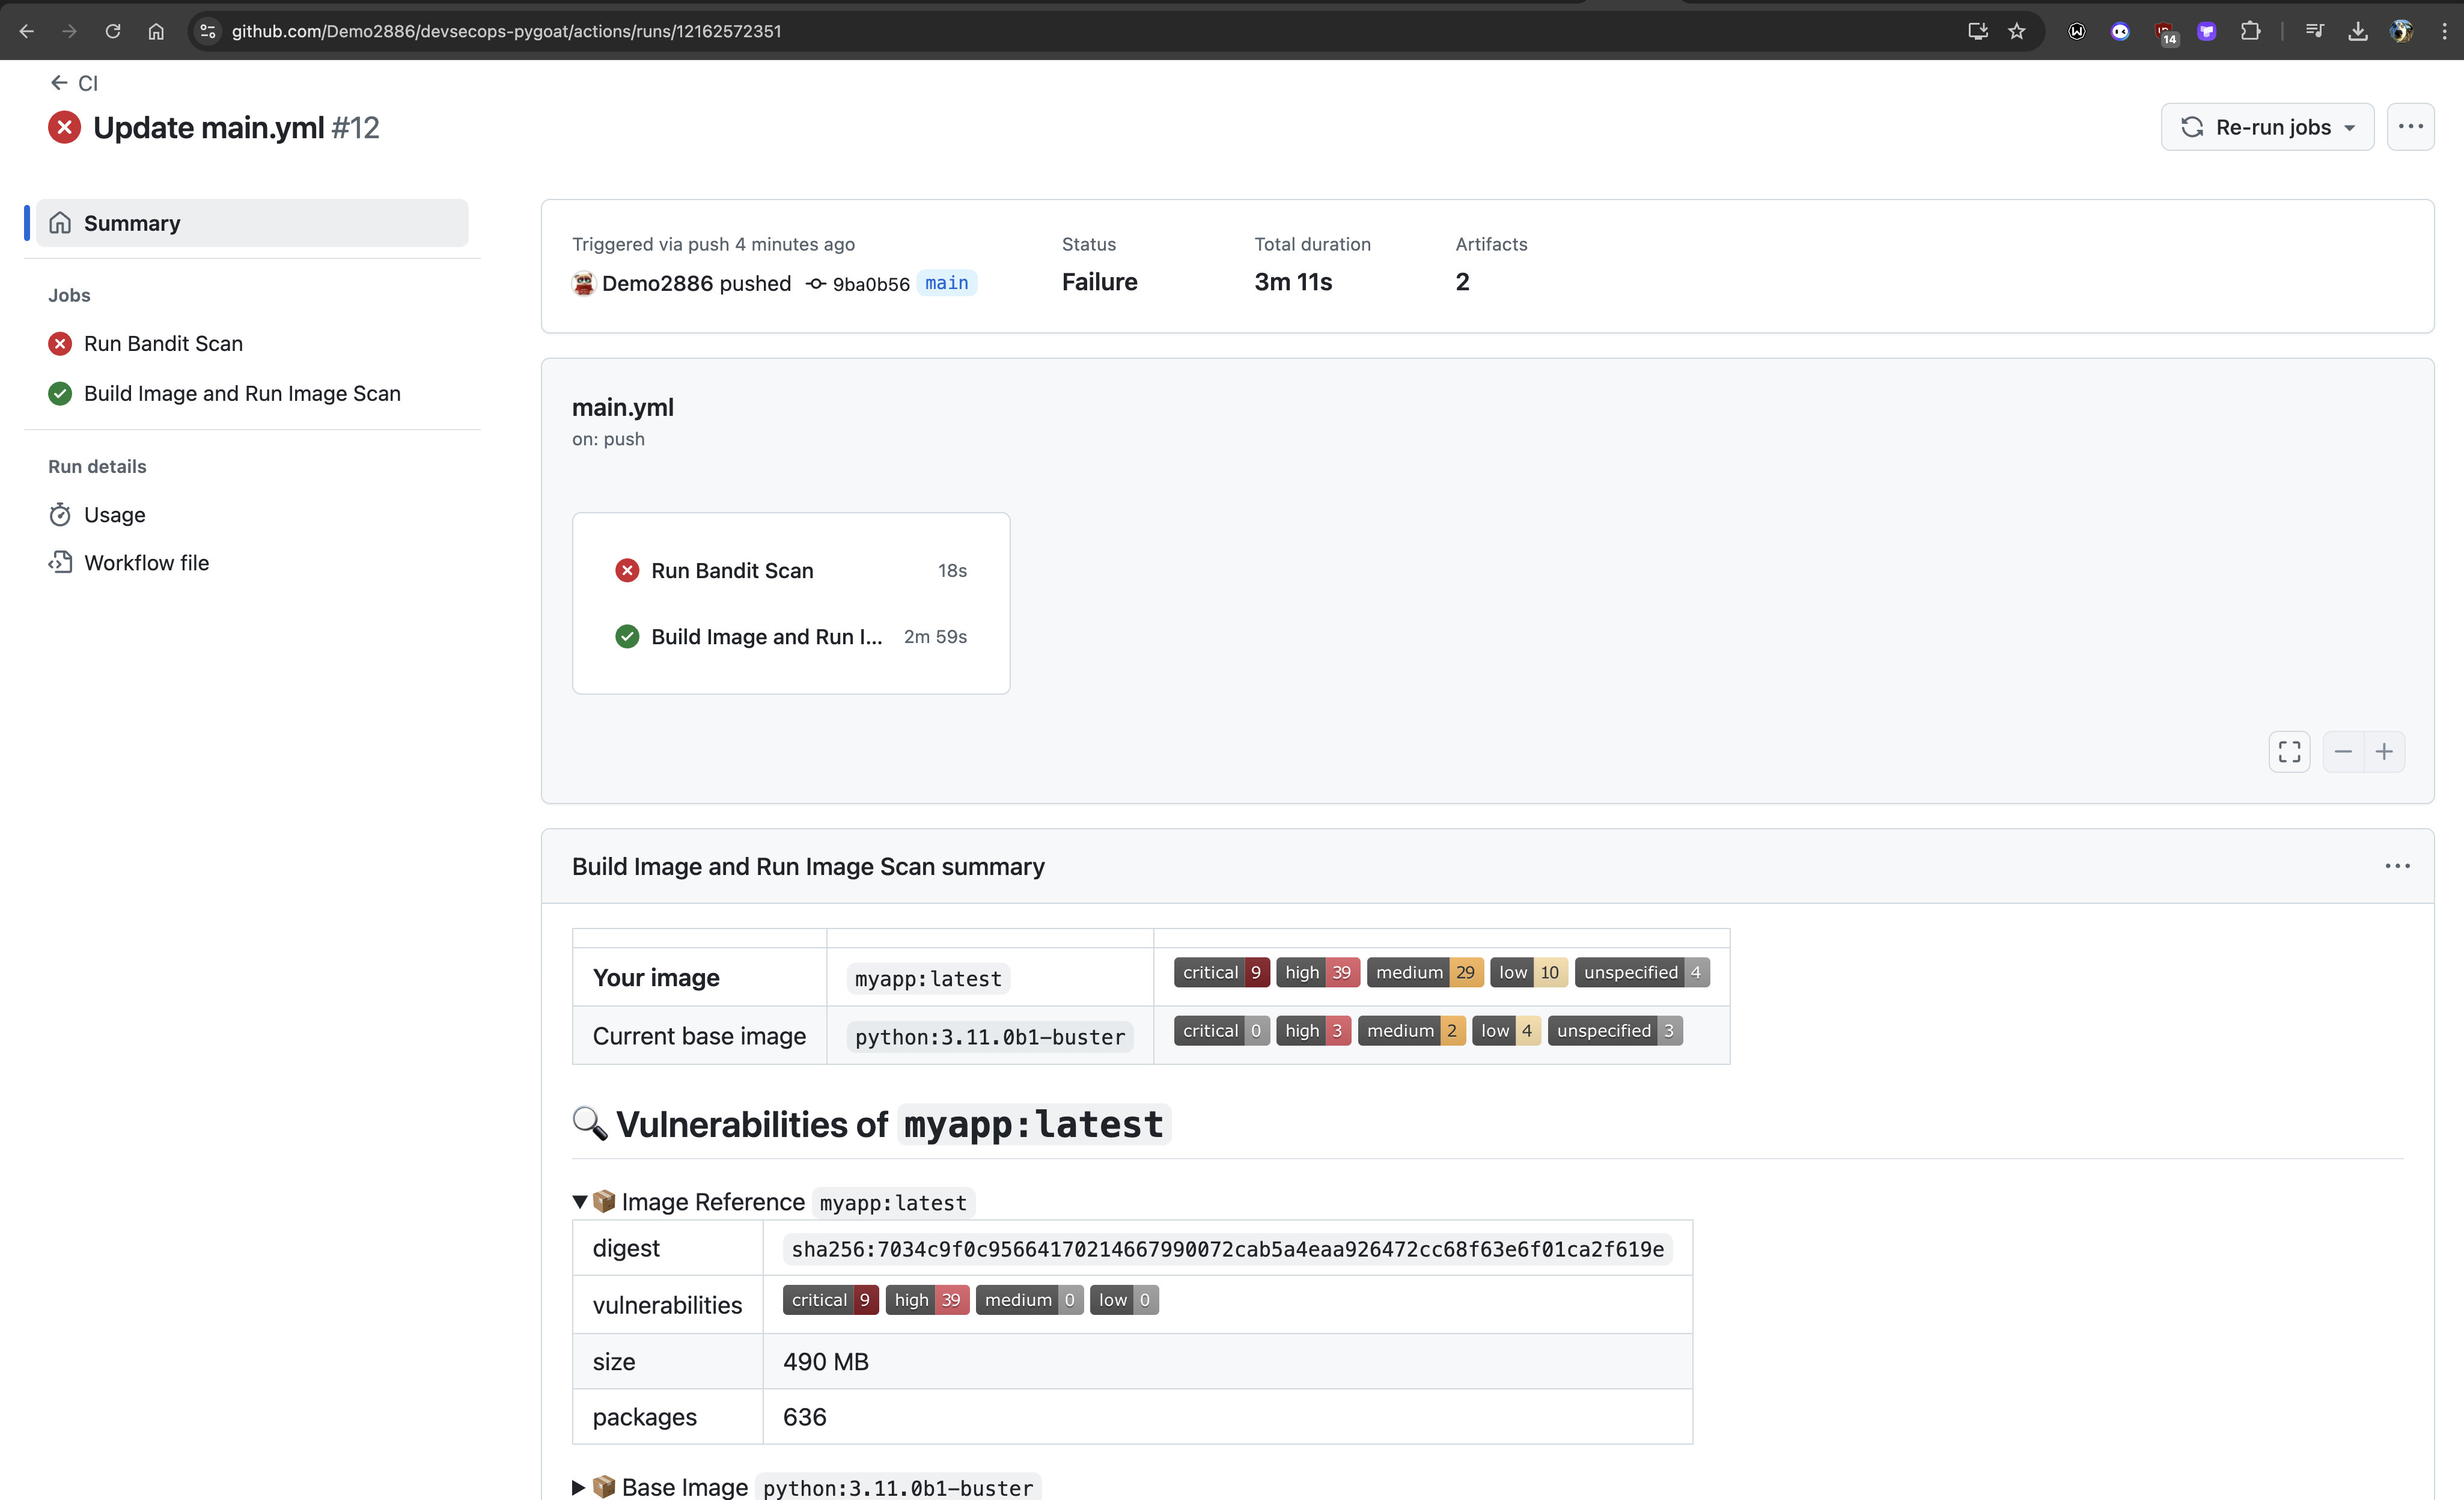 github.com/Demo2886/devsecops-pygoat/actions/runs/12162572351
14
CI
Update main.yml #12
Re-run jobs
Summary
Jobs
Run Bandit Scan
Build Image and Run Image Scan
Run details
Usage
Workflow file
Triggered via push 4 minutes ago
Demo2886 pushed 9ba0b56 main
Status
Failure
Total duration
3m 11s
Artifacts
2
main.yml
on: push
Run Bandit Scan 18s
Build Image and Run I... 2m 59s
Build Image and Run Image Scan summary
Your image myapp:latest critical 9 high 39 medium 29 low 10 unspecified 4
Current base image python:3.11.0b1-buster critical 0 high 3 medium 2 low 4 unspecified 3
Vulnerabilities of myapp:latest
Image Reference myapp:latest
digest sha256:7034c9f0c95664170214667990072cab5a4eaa926472cc68f63e6f01ca2f619e
vulnerabilities critical 9 high 39 medium 0 low 0
size 490 MB
packages 636
Base Image python:3.11.0b1-buster